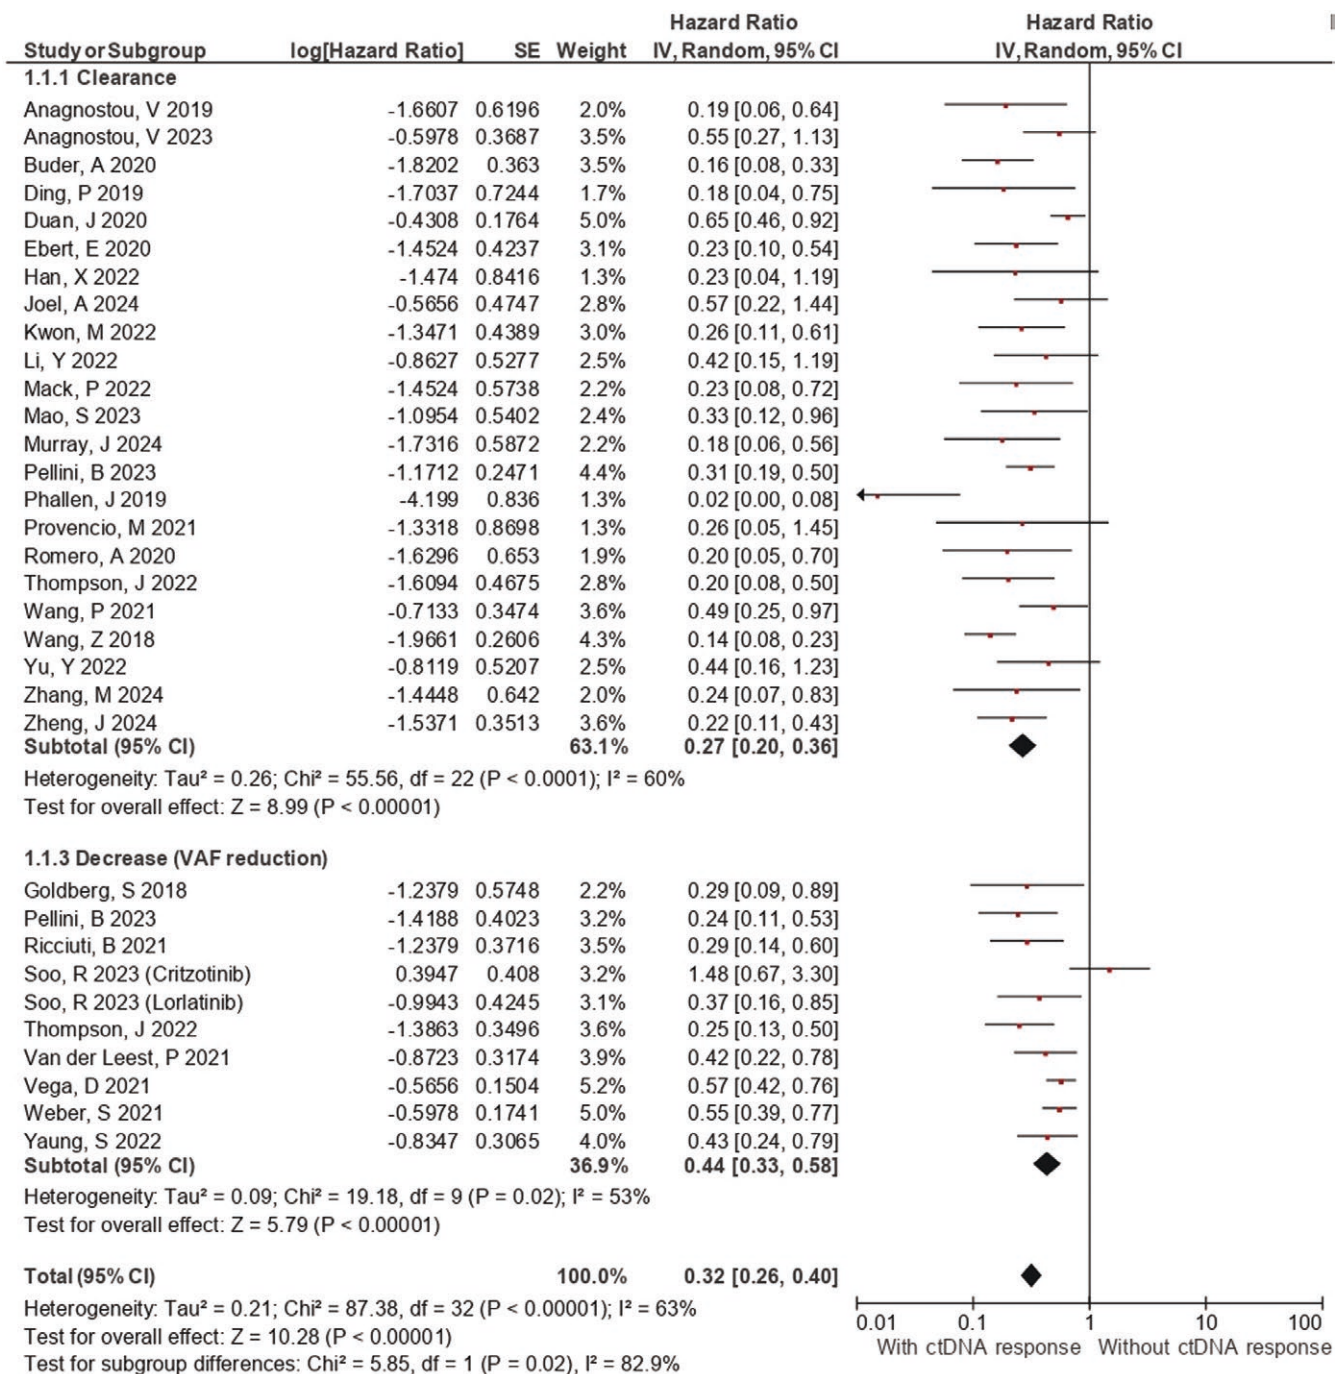 Hazard Ratio Hazard Ratio
Study or Subgroup log[Hazard Ratio] SE Weight IV, Random, 95% CI IV, Random, 95% CI
1.1.1 Clearance
Anagnostou, V 2019 -1.6607 0.6196 2.0% 0.19 [0.06, 0.64]
Anagnostou, V 2023 -0.5978 0.3687 3.5% 0.55 [0.27, 1.13]
Buder, A 2020 -1.8202 0.363 3.5% 0.16 [0.08, 0.33]
Ding, P 2019 -1.7037 0.7244 1.7% 0.18 [0.04, 0.75]
Duan, J 2020 -0.4308 0.1764 5.0% 0.65 [0.46, 0.92]
Ebert, E 2020 -1.4524 0.4237 3.1% 0.23 [0.10, 0.54]
Han, X 2022 -1.474 0.8416 1.3% 0.23 [0.04, 1.19]
Joel, A 2024 -0.5656 0.4747 2.8% 0.57 [0.22, 1.44]
Kwon, M 2022 -1.3471 0.4389 3.0% 0.26 [0.11, 0.61]
Li, Y 2022 -0.8627 0.5277 2.5% 0.42 [0.15, 1.19]
Mack, P 2022 -1.4524 0.5738 2.2% 0.23 [0.08, 0.72]
Mao, S 2023 -1.0954 0.5402 2.4% 0.33 [0.12, 0.96]
Murray, J 2024 -1.7316 0.5872 2.2% 0.18 [0.06, 0.56]
Pellini, B 2023 -1.1712 0.2471 4.4% 0.31 [0.19, 0.50]
Phallen, J 2019 -4.199 0.836 1.3% 0.02 [0.00, 0.08]
Provencio, M 2021 -1.3318 0.8698 1.3% 0.26 [0.05, 1.45]
Romero, A 2020 -1.6296 0.653 1.9% 0.20 [0.05, 0.70]
Thompson, J 2022 -1.6094 0.4675 2.8% 0.20 [0.08, 0.50]
Wang, P 2021 -0.7133 0.3474 3.6% 0.49 [0.25, 0.97]
Wang, Z 2018 -1.9661 0.2606 4.3% 0.14 [0.08, 0.23]
Yu, Y 2022 -0.8119 0.5207 2.5% 0.44 [0.16, 1.23]
Zhang, M 2024 -1.4448 0.642 2.0% 0.24 [0.07, 0.83]
Zheng, J 2024 -1.5371 0.3513 3.6% 0.22 [0.11, 0.43]
Subtotal (95% CI) 63.1% 0.27 [0.20, 0.36]
Heterogeneity: Tau² = 0.26; Chi² = 55.56, df = 22 (P < 0.0001); I² = 60%
Test for overall effect: Z = 8.99 (P < 0.00001)
1.1.3 Decrease (VAF reduction)
Goldberg, S 2018 -1.2379 0.5748 2.2% 0.29 [0.09, 0.89]
Pellini, B 2023 -1.4188 0.4023 3.2% 0.24 [0.11, 0.53]
Ricciuti, B 2021 -1.2379 0.3716 3.5% 0.29 [0.14, 0.60]
Soo, R 2023 (Critzotinib) 0.3947 0.408 3.2% 1.48 [0.67, 3.30]
Soo, R 2023 (Lorlatinib) -0.9943 0.4245 3.1% 0.37 [0.16, 0.85]
Thompson, J 2022 -1.3863 0.3496 3.6% 0.25 [0.13, 0.50]
Van der Leest, P 2021 -0.8723 0.3174 3.9% 0.42 [0.22, 0.78]
Vega, D 2021 -0.5656 0.1504 5.2% 0.57 [0.42, 0.76]
Weber, S 2021 -0.5978 0.1741 5.0% 0.55 [0.39, 0.77]
Yaung, S 2022 -0.8347 0.3065 4.0% 0.43 [0.24, 0.79]
Subtotal (95% CI) 36.9% 0.44 [0.33, 0.58]
Heterogeneity: Tau² = 0.09; Chi² = 19.18, df = 9 (P = 0.02); I² = 53%
Test for overall effect: Z = 5.79 (P < 0.00001)
Total (95% CI) 100.0% 0.32 [0.26, 0.40]
Heterogeneity: Tau² = 0.21; Chi² = 87.38, df = 32 (P < 0.00001); I² = 63%
Test for overall effect: Z = 10.28 (P < 0.00001)
Test for subgroup differences: Chi² = 5.85, df = 1 (P = 0.02), I² = 82.9%
0.01 0.1 1 10 100
With ctDNA response Without ctDNA response